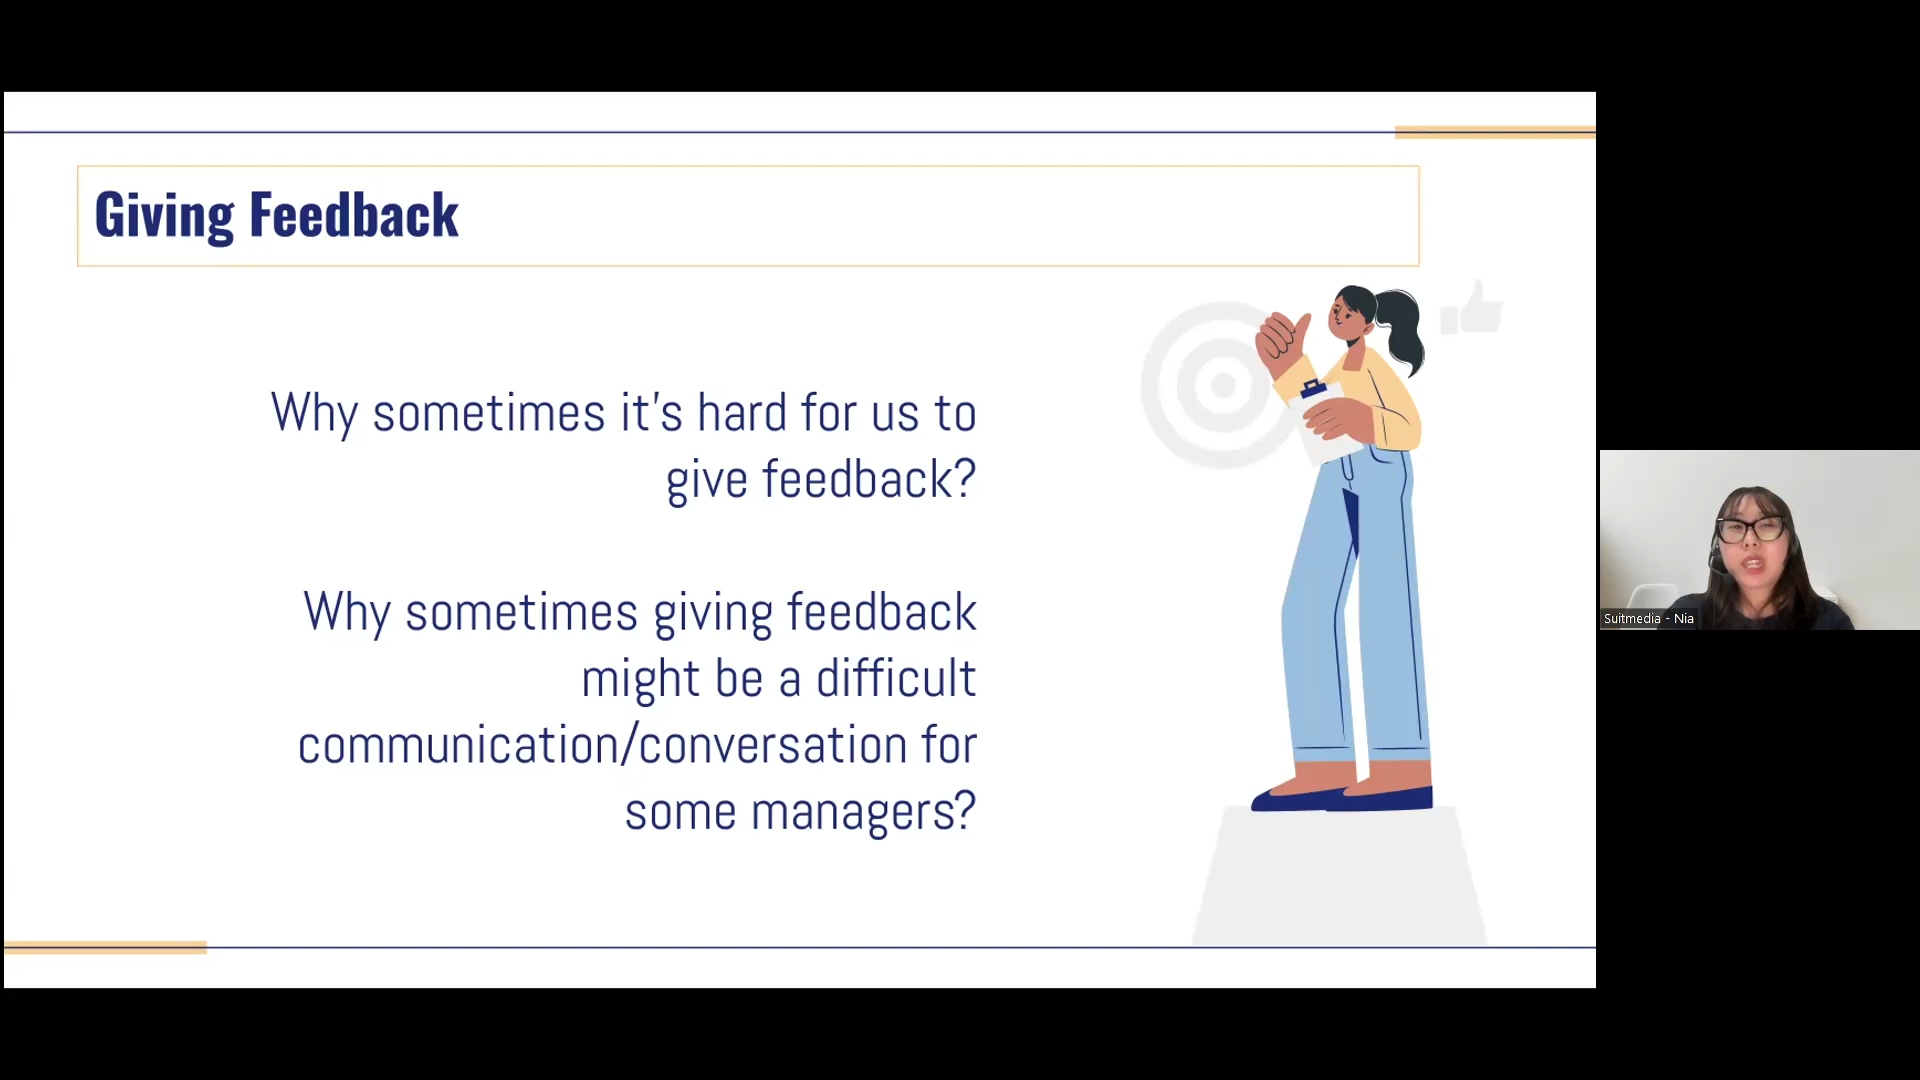 Giving Feedback
Why sometimes it's hard for us to
give feedback?
Why sometimes giving feedback
might be a difficult
communication/conversation for
some managers?
Suitmedia - Nia